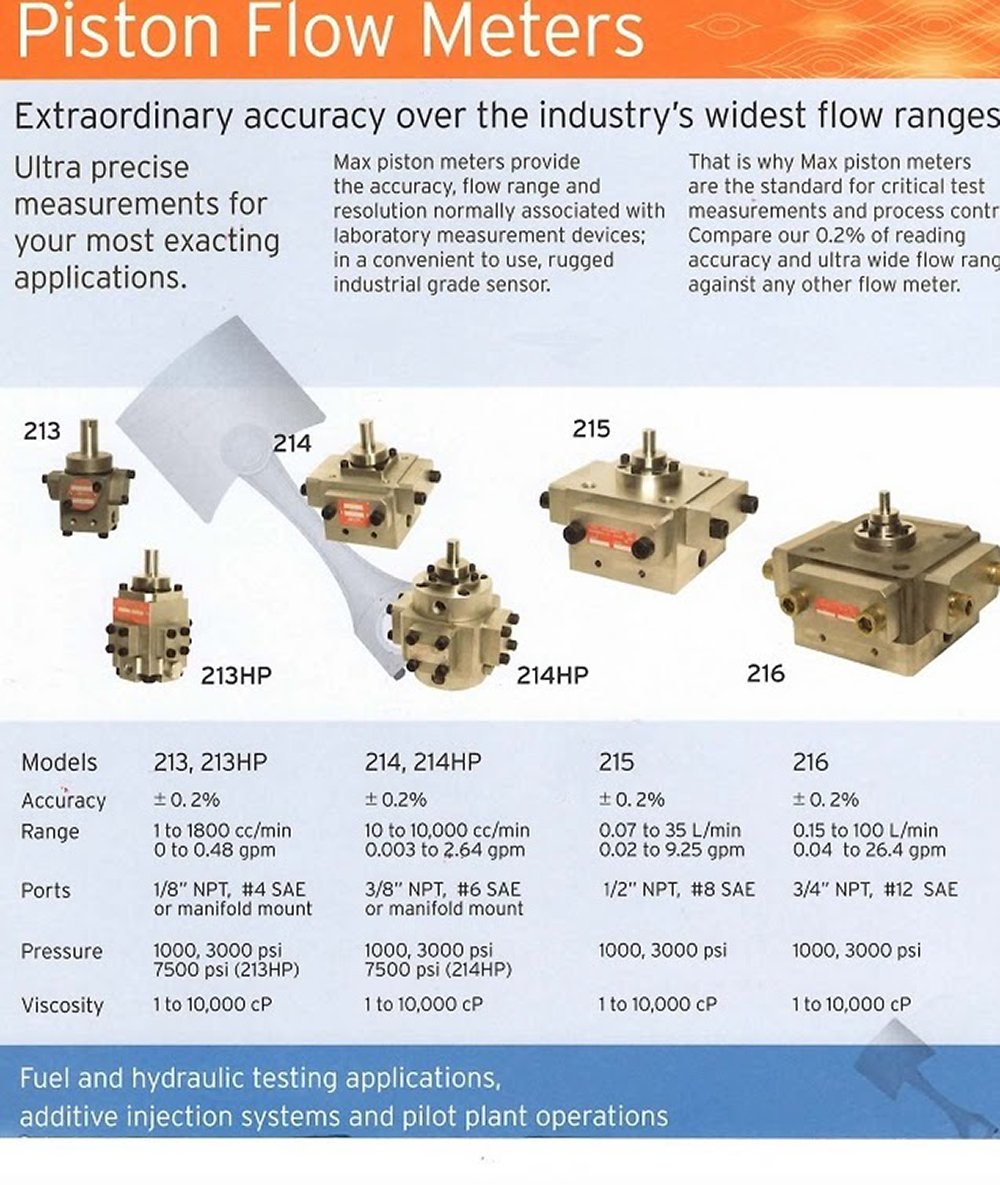 Piston Flow Meters
Extraordinary accuracy over the industry's widest flow ranges
Ultra precise
measurements for
your most exacting
applications.
Max piston meters provide
the accuracy, flow range and
resolution normally associated with
laboratory measurement devices;
in a convenient to use, rugged
industrial grade sensor.
That is why Max piston meters
are the standard for critical test
measurements and process contr
Compare our 0.2% of reading
accuracy and ultra wide flow rang
against any other flow meter.
213
214
215
213HP
214HP
216
Models 213, 213HP 214, 214HP 215 216
Accuracy ± 0. 2% ± 0.2% ± 0. 2% ± 0. 2%
Range 1 to 1800 cc/min 10 to 10,000 cc/min 0.07 to 35 L/min 0.15 to 100 L/min
0 to 0.48 gpm 0.003 to 2.64 gpm 0.02 to 9.25 gpm 0.04 to 26.4 gpm
Ports 1/8" NPT, #4 SAE 3/8" NPT, #6 SAE 1/2" NPT, #8 SAE 3/4" NPT, #12 SAE
or manifold mount or manifold mount
Pressure 1000, 3000 psi 1000, 3000 psi 1000, 3000 psi 1000, 3000 psi
7500 psi (213HP) 7500 psi (214HP)
Viscosity 1 to 10,000 cP 1 to 10,000 cP 1 to 10,000 cP 1 to 10,000 cP
Fuel and hydraulic testing applications,
additive injection systems and pilot plant operations